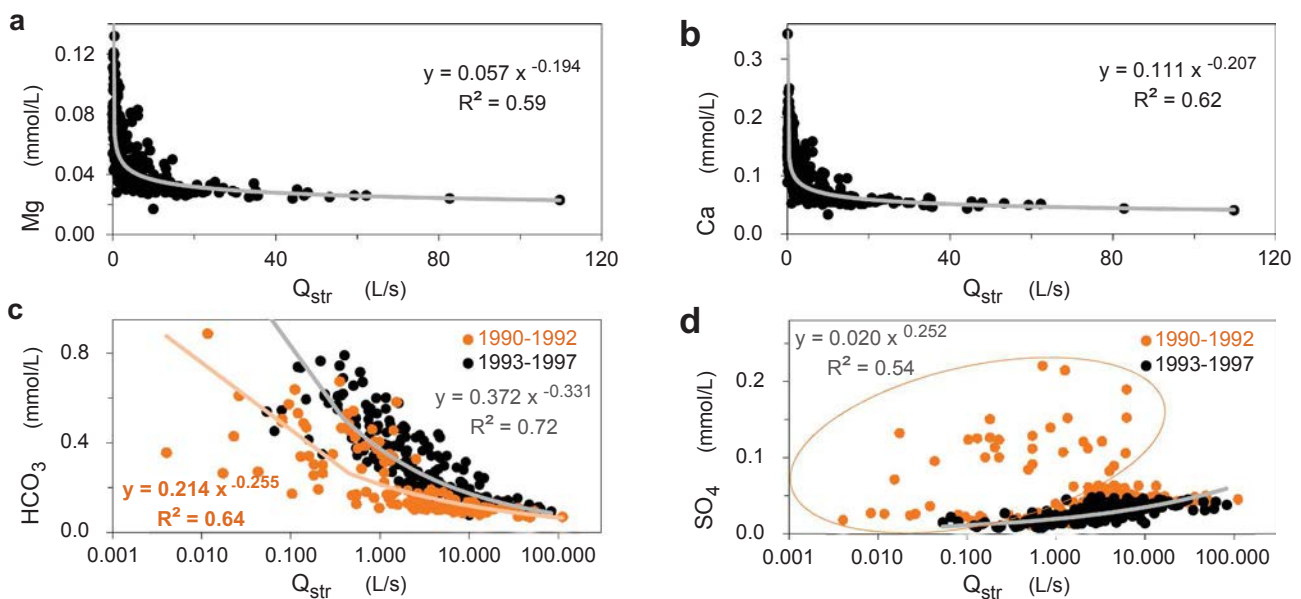 a
Mg (mmol/L)
0.12
0.08
0.04
0.00
y = 0.057 x -0.194
R² = 0.59
0 20 40 60 80 100 120
Qstr (L/s)
b
Ca (mmol/L)
0.3
0.2
0.1
0.0
y = 0.111 x -0.207
R² = 0.62
0 40 80 120
Qstr (L/s)
c
HCO3 (mmol/L)
0.8
0.4
0.0
1990-1992
1993-1997
y = 0.372 x -0.331
R² = 0.72
y = 0.214 x -0.255
R² = 0.64
0.001 0.010 0.100 1.000 10.000 100.000
Qstr (L/s)
d
SO4 (mmol/L)
0.2
0.1
0.0
y = 0.020 x 0.252
R² = 0.54
1990-1992
1993-1997
0.001 0.010 0.100 1.000 10.000 100.000
Qstr (L/s)